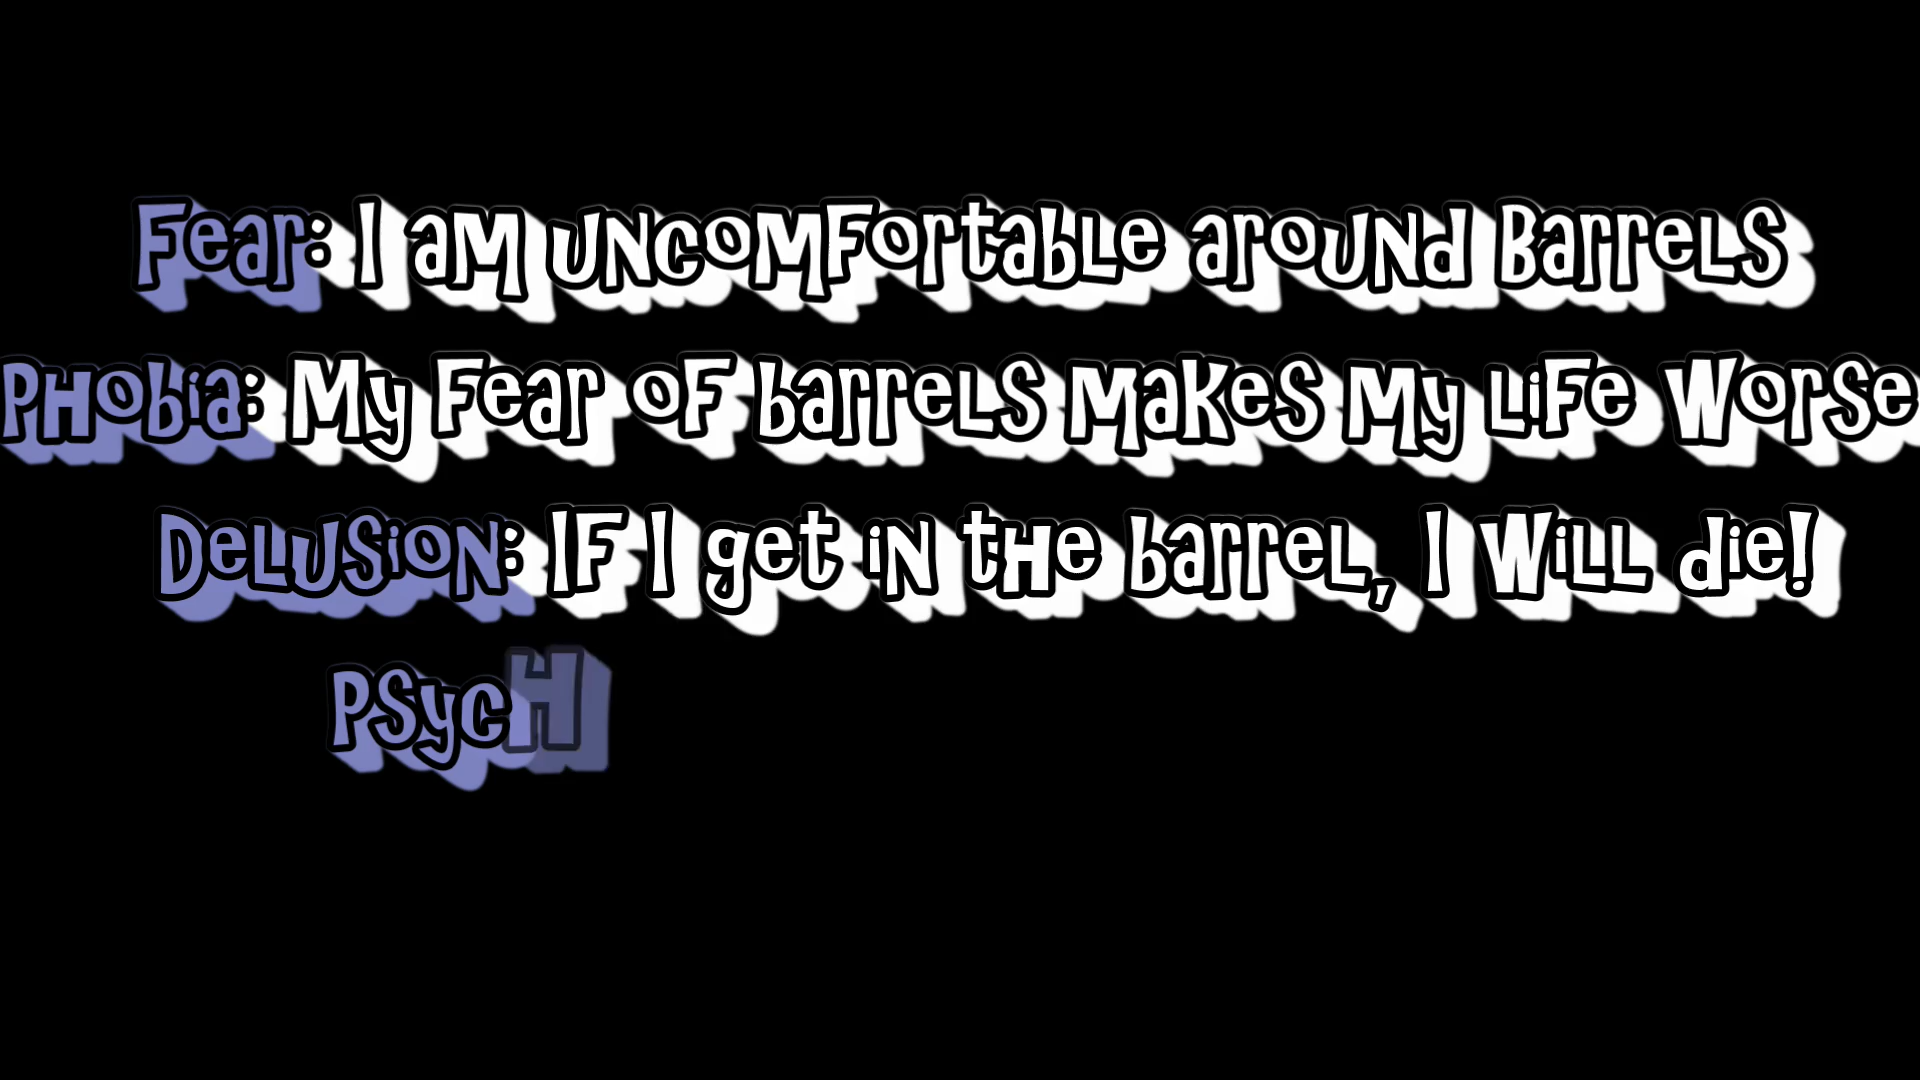 Fear: I am uncomfortable around Barrels
Phobia: My Fear of barrels makes my life worse
Delusion: If I get in the barrel, I will die!
Psych